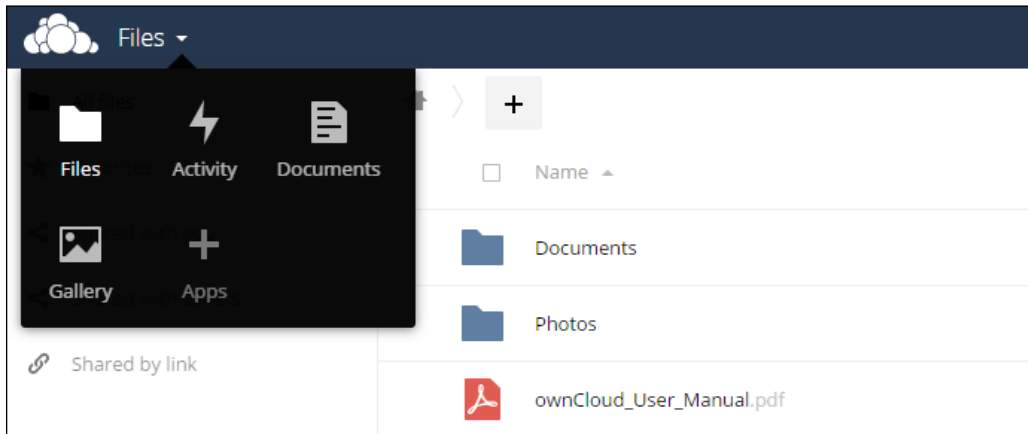 Files
Files Activity Documents
Gallery Apps
Shared by link
+
Name
Documents
Photos
ownCloud_User_Manual.pdf